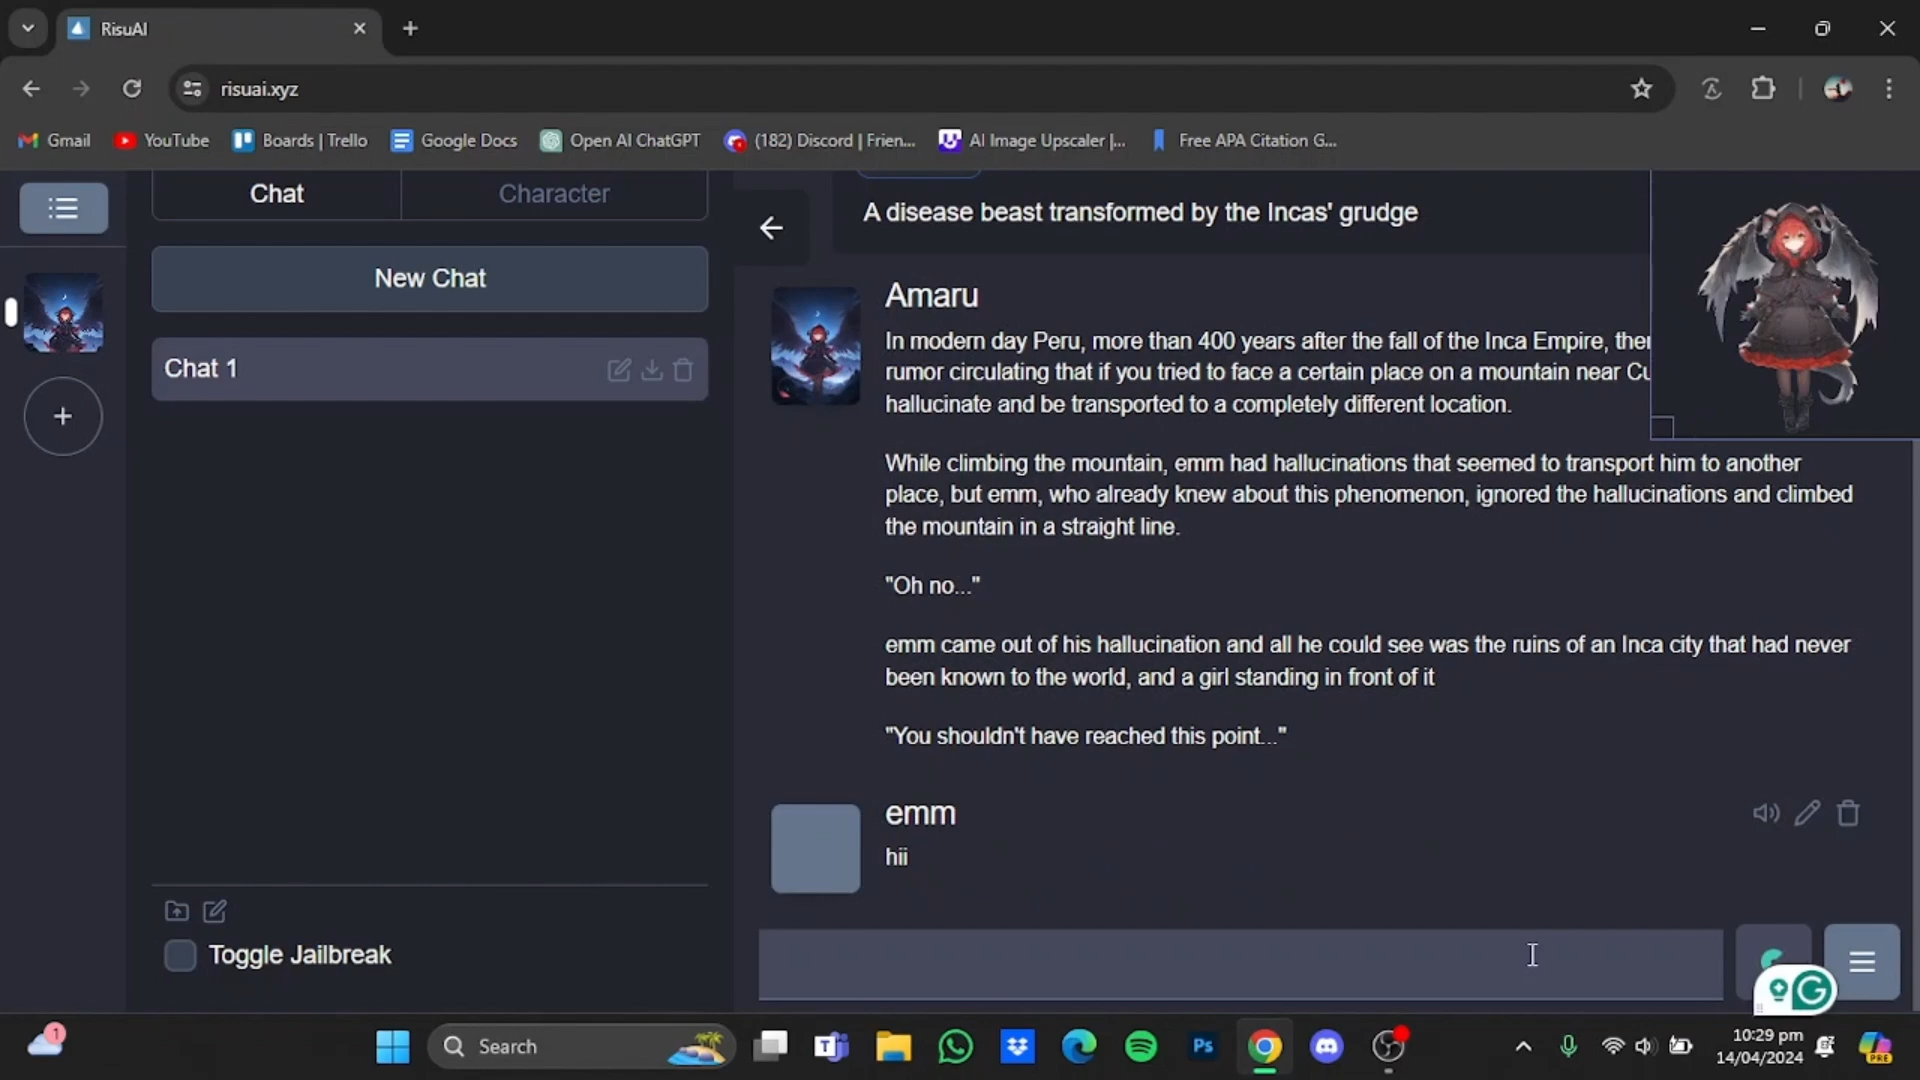 RisuAI
risuai.xyz
Gmail
YouTube
Boards | Trello
Google Docs
Open AI ChatGPT
(182) Discord | Frien...
AI Image Upscaler |...
Free APA Citation G...
Chat
Character
New Chat
Chat 1
Toggle Jailbreak
A disease beast transformed by the Incas' grudge
Amaru
In modern day Peru, more than 400 years after the fall of the Inca Empire,
rumor circulating that if you tried to face a certain place on a mountain near
hallucinate and be transported to a completely different location.
While climbing the mountain, emm had hallucinations that seemed to transport him to another
place, but emm, who already knew about this phenomenon, ignored the hallucinations and climbed
the mountain in a straight line.
"Oh no..."
emm came out of his hallucination and all he could see was the ruins of an Inca city that had never
been known to the world, and a girl standing in front of it
"You shouldn't have reached this point..."
emm
hii
1
Search
T
Ps
10:29 pm
14/04/2024
PRE